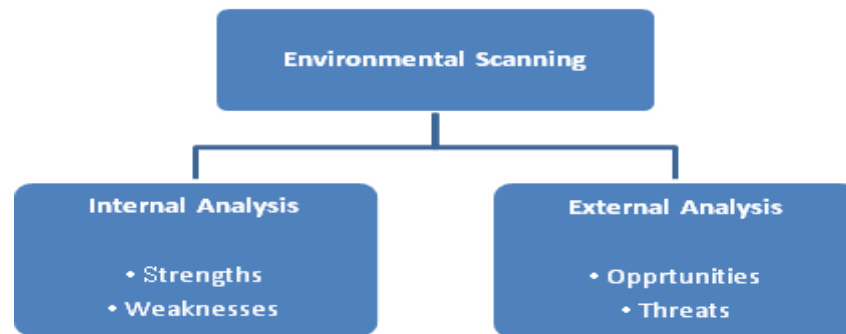 Environmental Scanning
Internal Analysis
• Strengths
• Weaknesses
External Analysis
• Opprtunities
• Threats